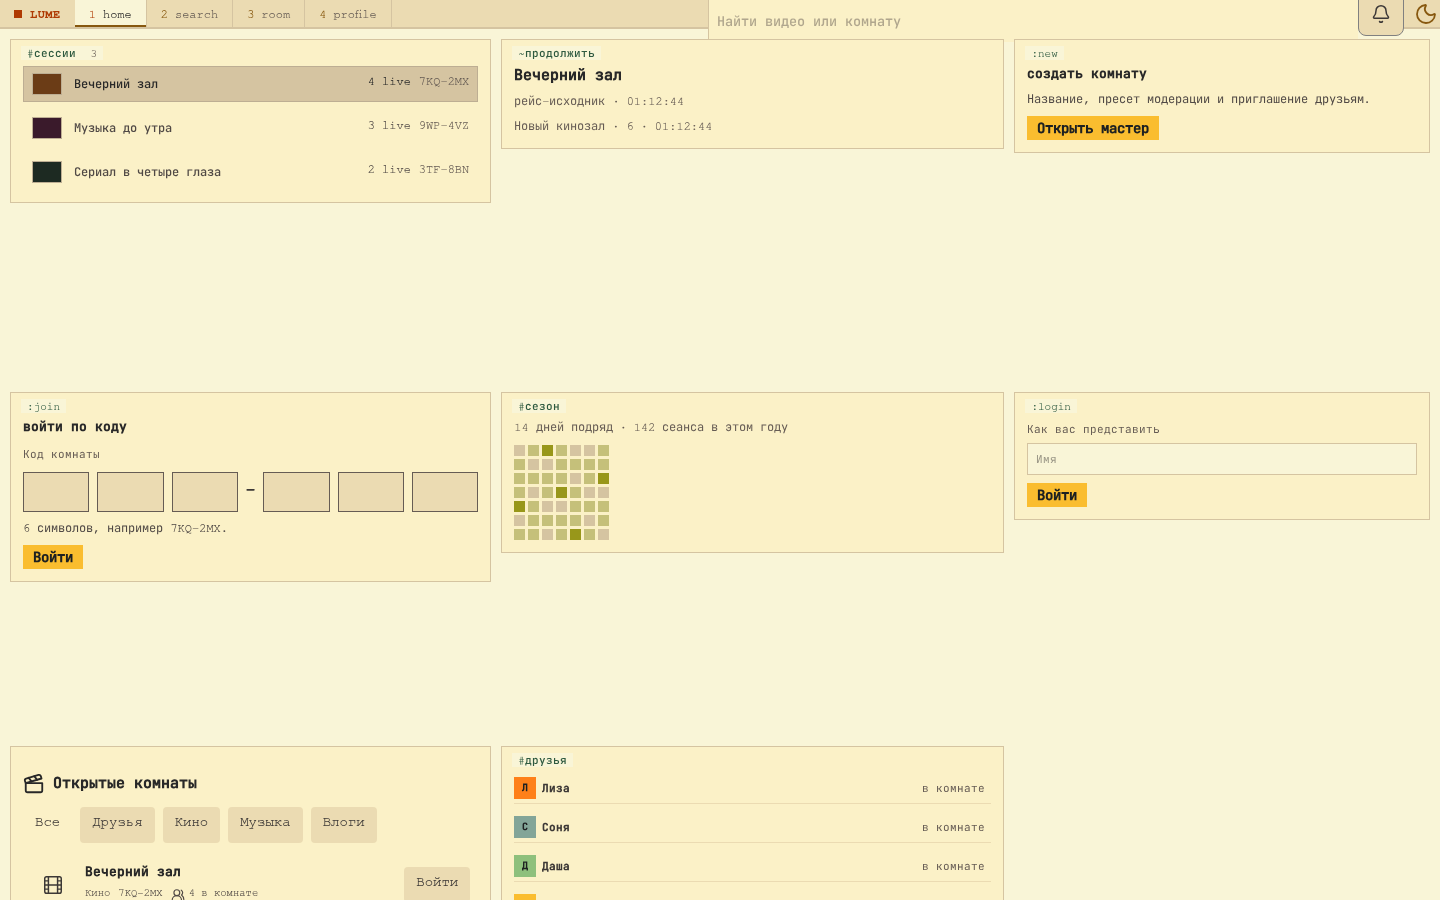 LUME
1 home
2 search
3 room
4 profile
Найти видео или комнату
#сессии 3
Вечерний зал
4 live 7KQ-2MX
Музыка до утра
3 live 9WP-4VZ
Сериал в четыре глаза
2 live 3TF-8BN
~продолжить
Вечерний зал
рейс-исходник · 01:12:44
Новый кинозал · 6 · 01:12:44
:new
создать комнату
Название, пресет модерации и приглашение друзьям.
Открыть мастер
:join
войти по коду
Код комнаты
–
6 символов, например 7KQ-2MX.
Войти
#сезон
14 дней подряд · 142 сеанса в этом году
:login
Как вас представить
Имя
Войти
Открытые комнаты
Все
Друзья
Кино
Музыка
Влоги
Вечерний зал
Кино 7KQ-2MX 4 в комнате
Войти
#друзья
Л Лиза
в комнате
С Соня
в комнате
Д Даша
в комнате